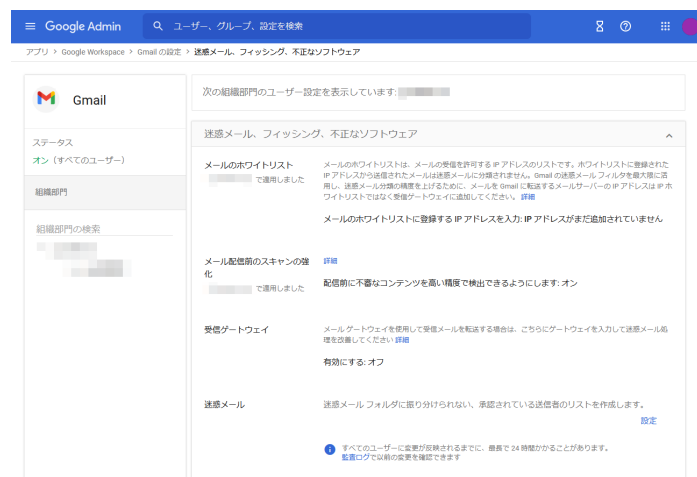 Google Admin
ユーザー、グループ、設定を検索
アプリ > Google Workspace > Gmail の設定 > 迷惑メール、フィッシング、不正なソフトウェア
Gmail
ステータス
オン（すべてのユーザー）
組織部門
組織部門の検索
次の組織部門のユーザー設定を表示しています:
迷惑メール、フィッシング、不正なソフトウェア
メールのホワイトリスト
で適用しました
メールのホワイトリストは、メールの受信を許可する IP アドレスのリストです。ホワイトリストに登録された
IP アドレスから送信されたメールは迷惑メールに分類されません。Gmail の迷惑メール フィルタを最大限に活
用し、迷惑メール分類の精度を上げるために、メールを Gmail に転送するメールサーバーの IP アドレスは IP ホ
ワイトリストではなく受信ゲートウェイに追加してください。 詳細
メールのホワイトリストに登録する IP アドレスを入力: IP アドレスがまだ追加されていません
メール配信前のスキャンの強
化
で適用しました
詳細
配信前に不審なコンテンツを高い精度で検出できるようにします: オン
受信ゲートウェイ
メール ゲートウェイを使用して受信メールを転送する場合は、こちらにゲートウェイを入力して迷惑メール処
理を改善してください 詳細
有効にする: オフ
迷惑メール
迷惑メール フォルダに振り分けられない、承認されている送信者のリストを作成します。
設定
すべてのユーザーに変更が反映されるまでに、最長で 24 時間かかることがあります。
監査ログで以前の変更を確認できます